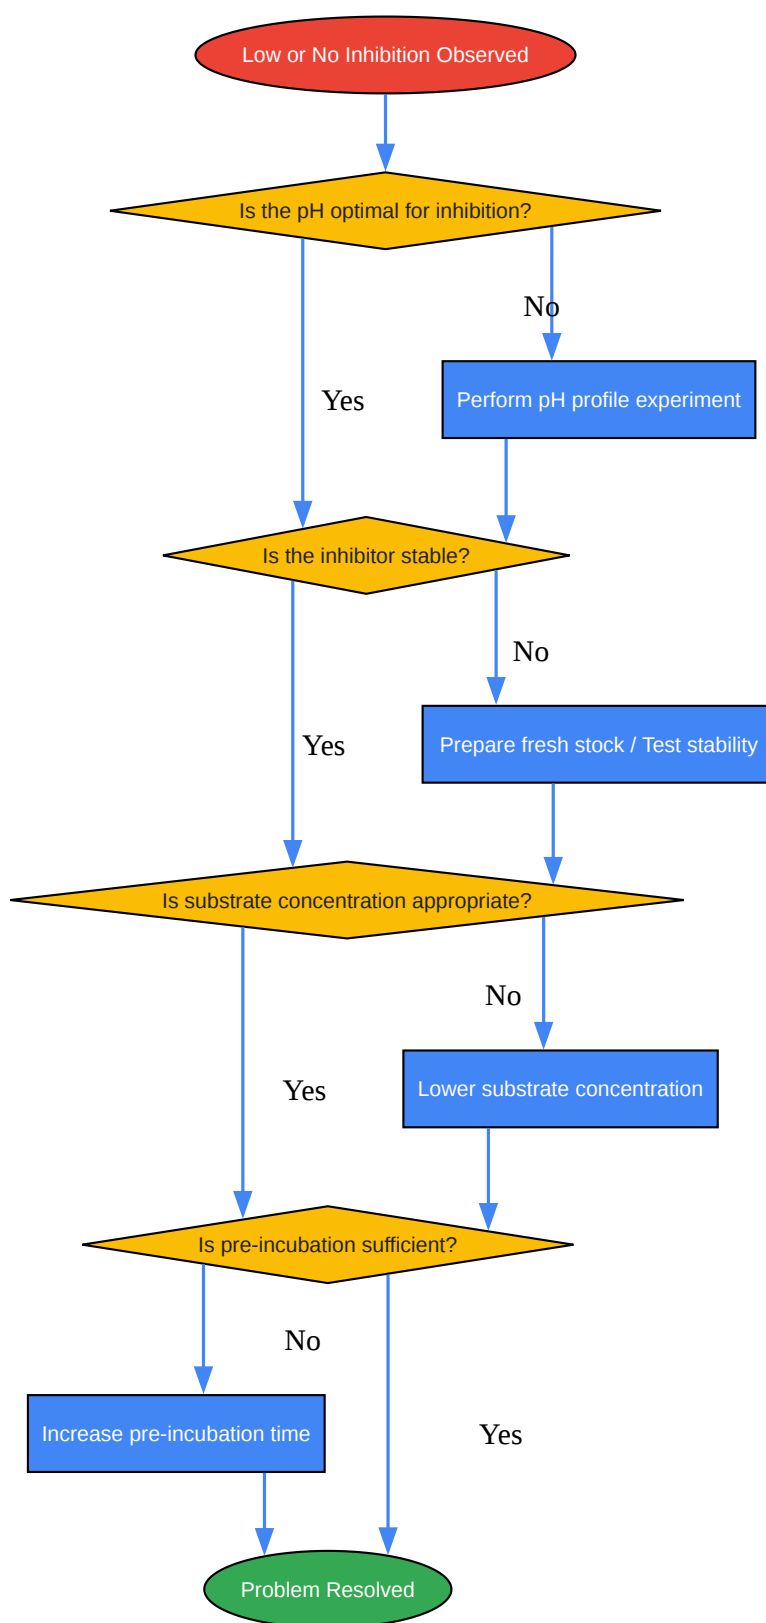 Low or No Inhibition Observed
Is the pH optimal for inhibition?
No
Yes
Perform pH profile experiment
Is the inhibitor stable?
No
Yes
Prepare fresh stock / Test stability
Is substrate concentration appropriate?
No
Yes
Lower substrate concentration
Is pre-incubation sufficient?
No
Increase pre-incubation time
Yes
Problem Resolved